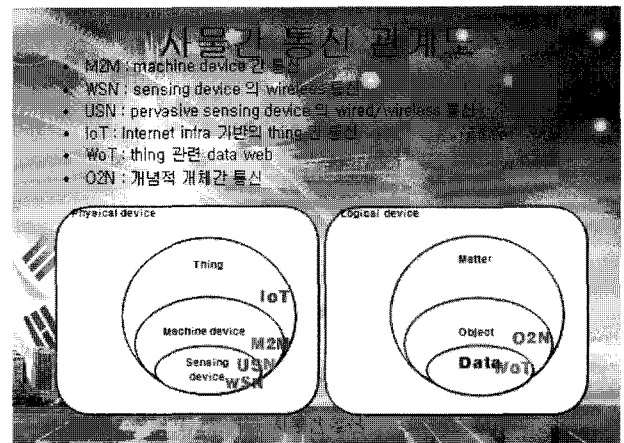 사물간 통신 관계도
• M2M : machine device 간 통신
• WSN : sensing device 의 wireless 통신
• USN : pervasive sensing device 의 wired/wireless 통신
• IoT : Internet infra 기반의 thing 간 통신
• WoT : thing 관련 data web
• O2N : 개념적 개체간 통신
Physical device
Thing
IoT
Machine device
M2M
Sensing device
USN
WSN
Logical device
Matter
Object
O2N
Data
WoT